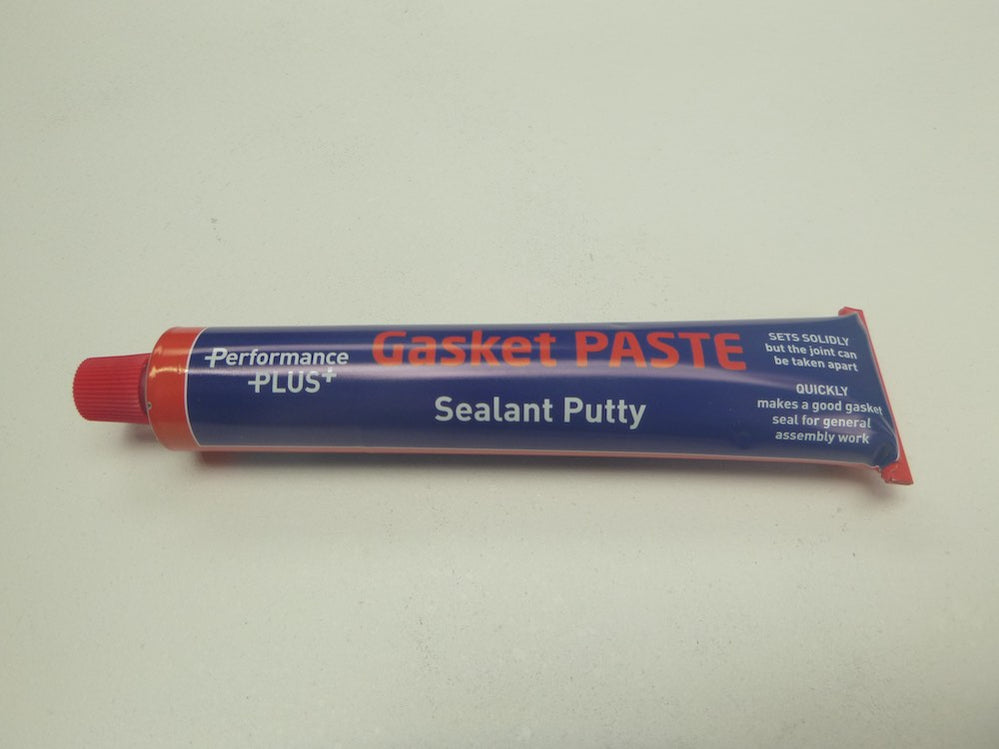 Performance
PLUS+
Gasket PASTE
Sealant Putty
SETS SOLIDLY
but the joint can
be taken apart
QUICKLY
makes a good gasket
seal for general
assembly work